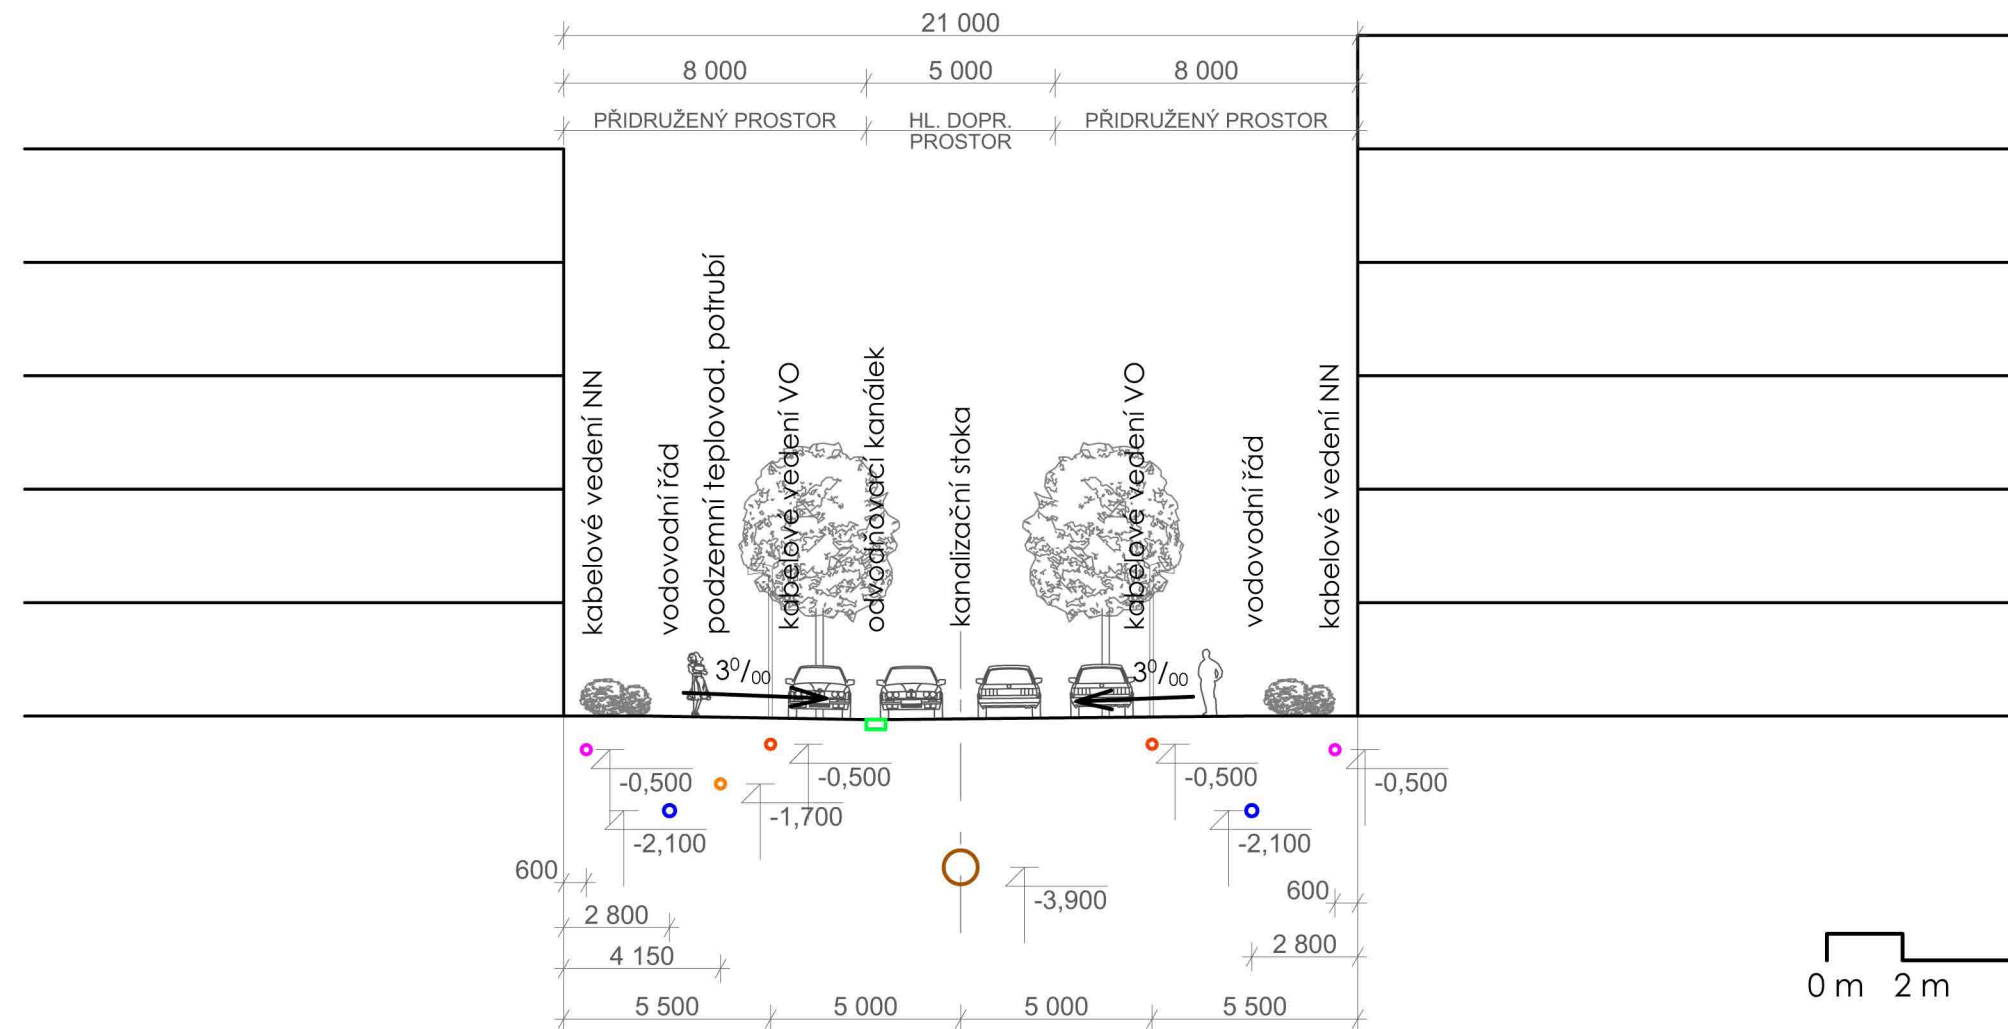 21 000
8 000
5 000
8 000
PŘIDRUŽENÝ PROSTOR
HL. DOPR.
PROSTOR
PŘIDRUŽENÝ PROSTOR
kabelové vedení NN
vodovodní řád
podzemní teplovod. potrubí
kabelové vedení VO
odvodňovací kanálek
kanalizační stoka
kabelové vedení VO
vodovodní řád
kabelové vedení NN
3⁰/₀₀
3⁰/₀₀
-0,500
-0,500
-0,500
-0,500
-1,700
-2,100
-2,100
-3,900
600
600
2 800
2 800
4 150
5 500
5 000
5 000
5 500
0 m
2 m